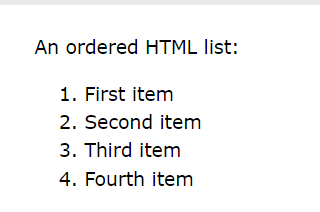 An ordered HTML list:
1. First item
2. Second item
3. Third item
4. Fourth item